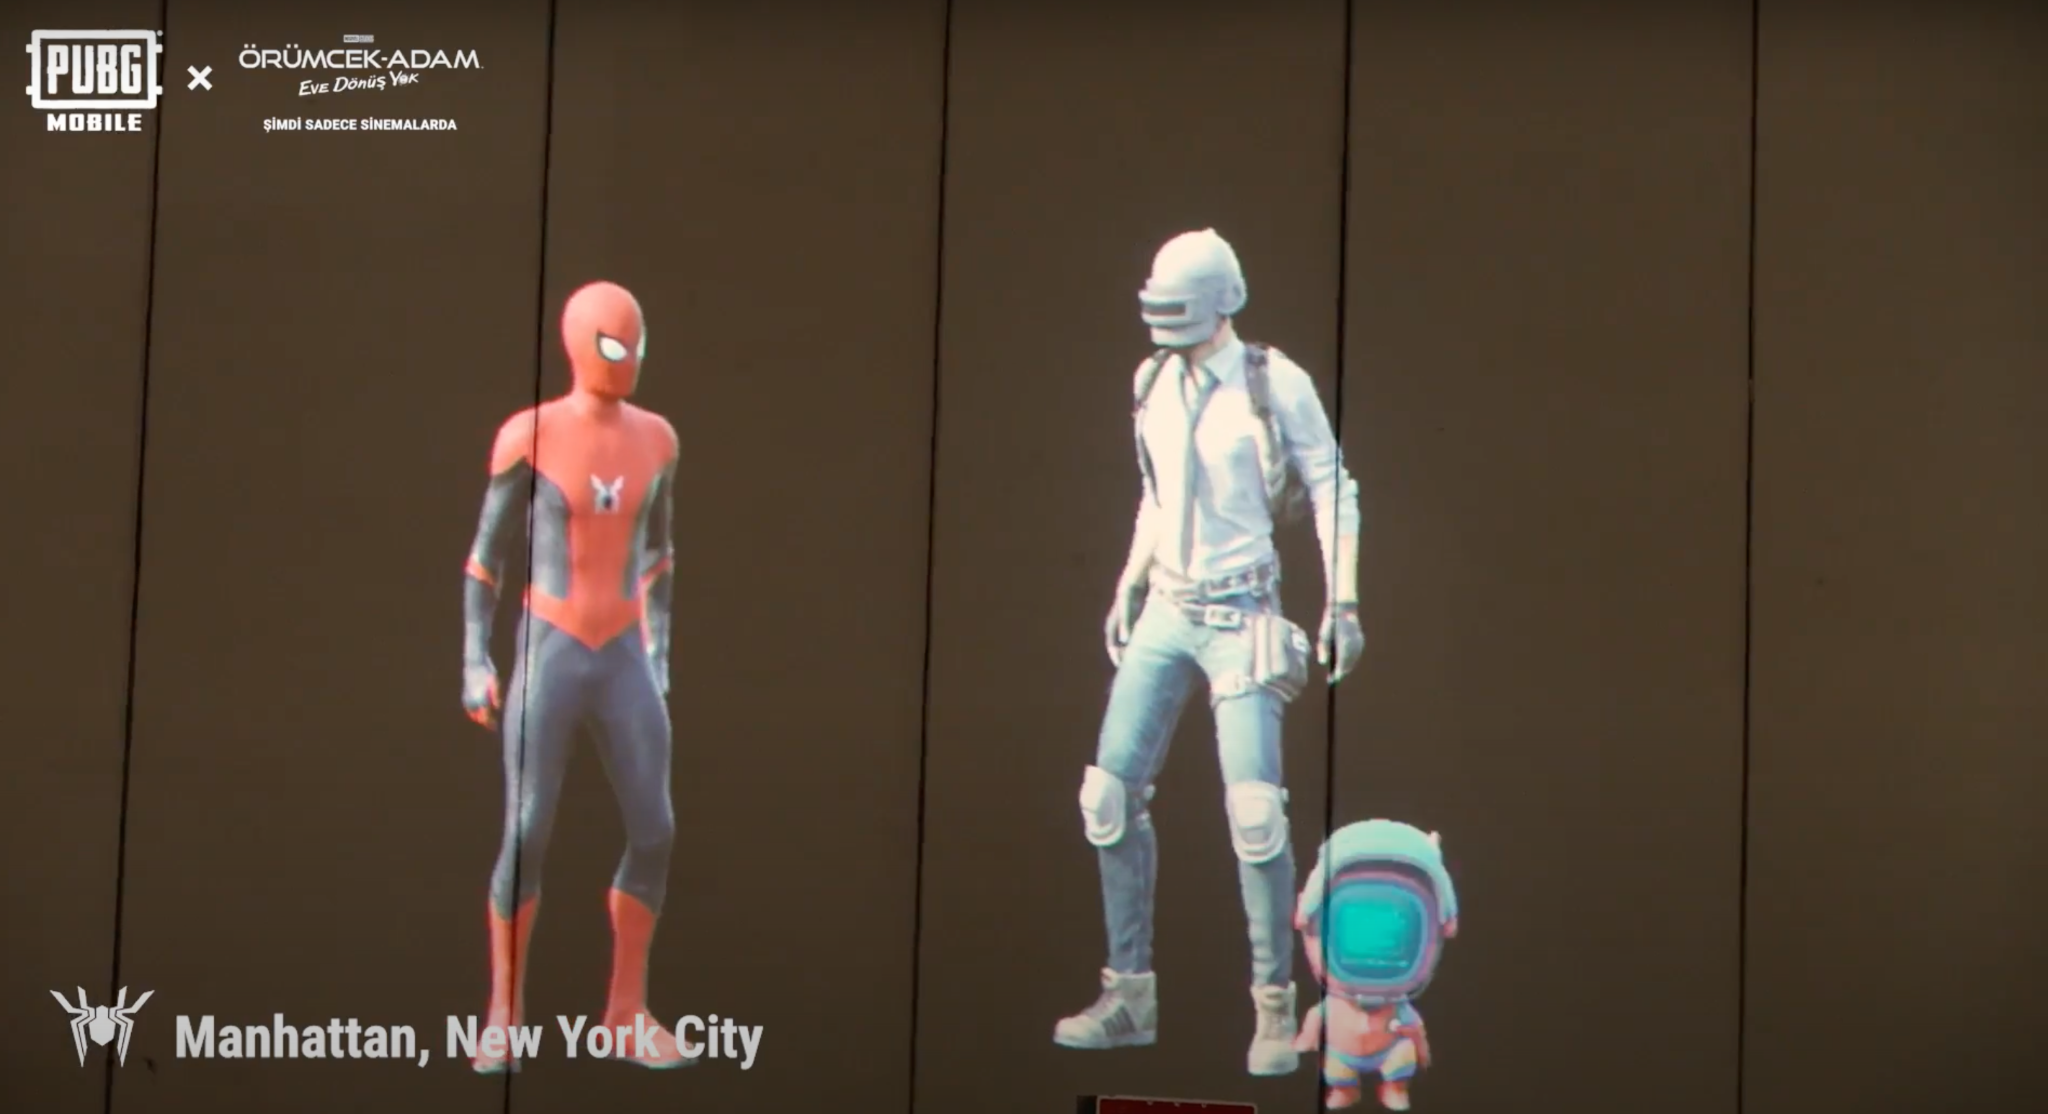 PUBG
MOBILE
×
ÖRÜMCEK-ADAM
EVE DÖNÜŞ YOK
ŞİMDİ SADECE SİNEMALARDA
Manhattan, New York City